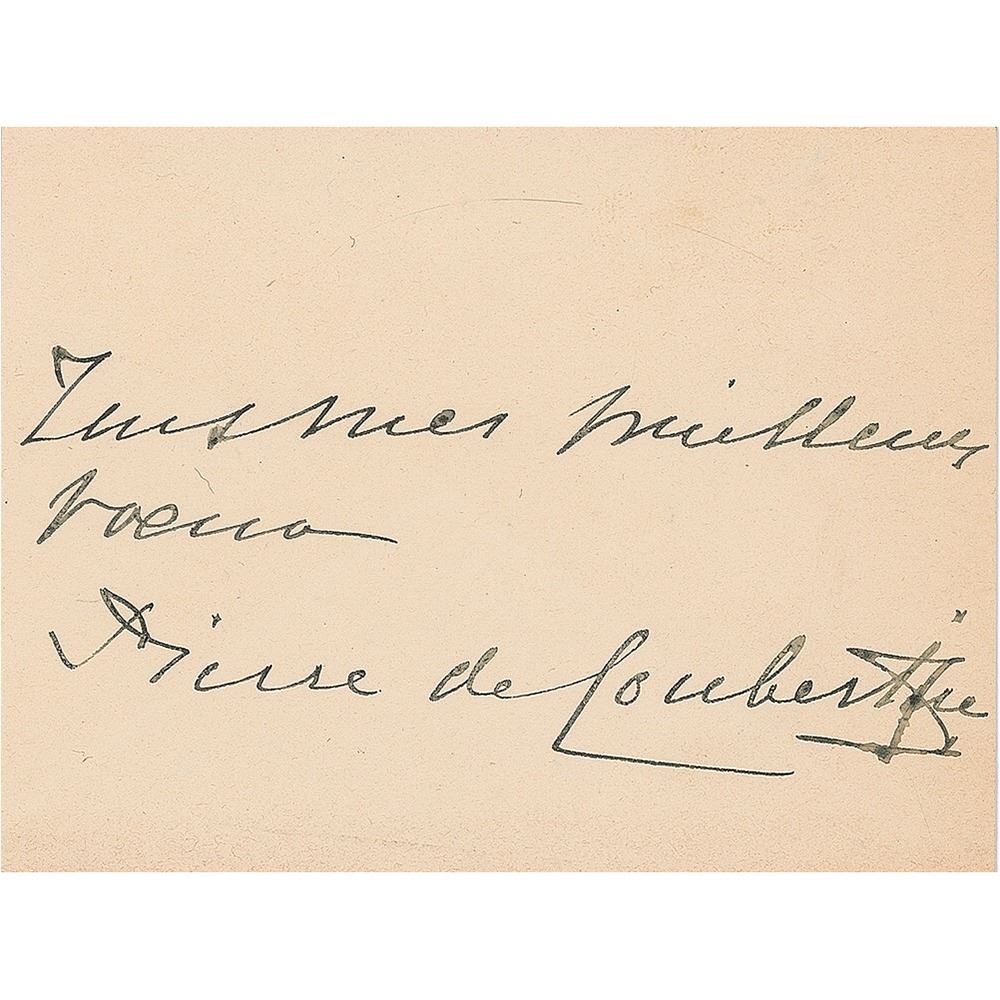 Tous mes meilleurs
voeux
Pierre de Coubertin